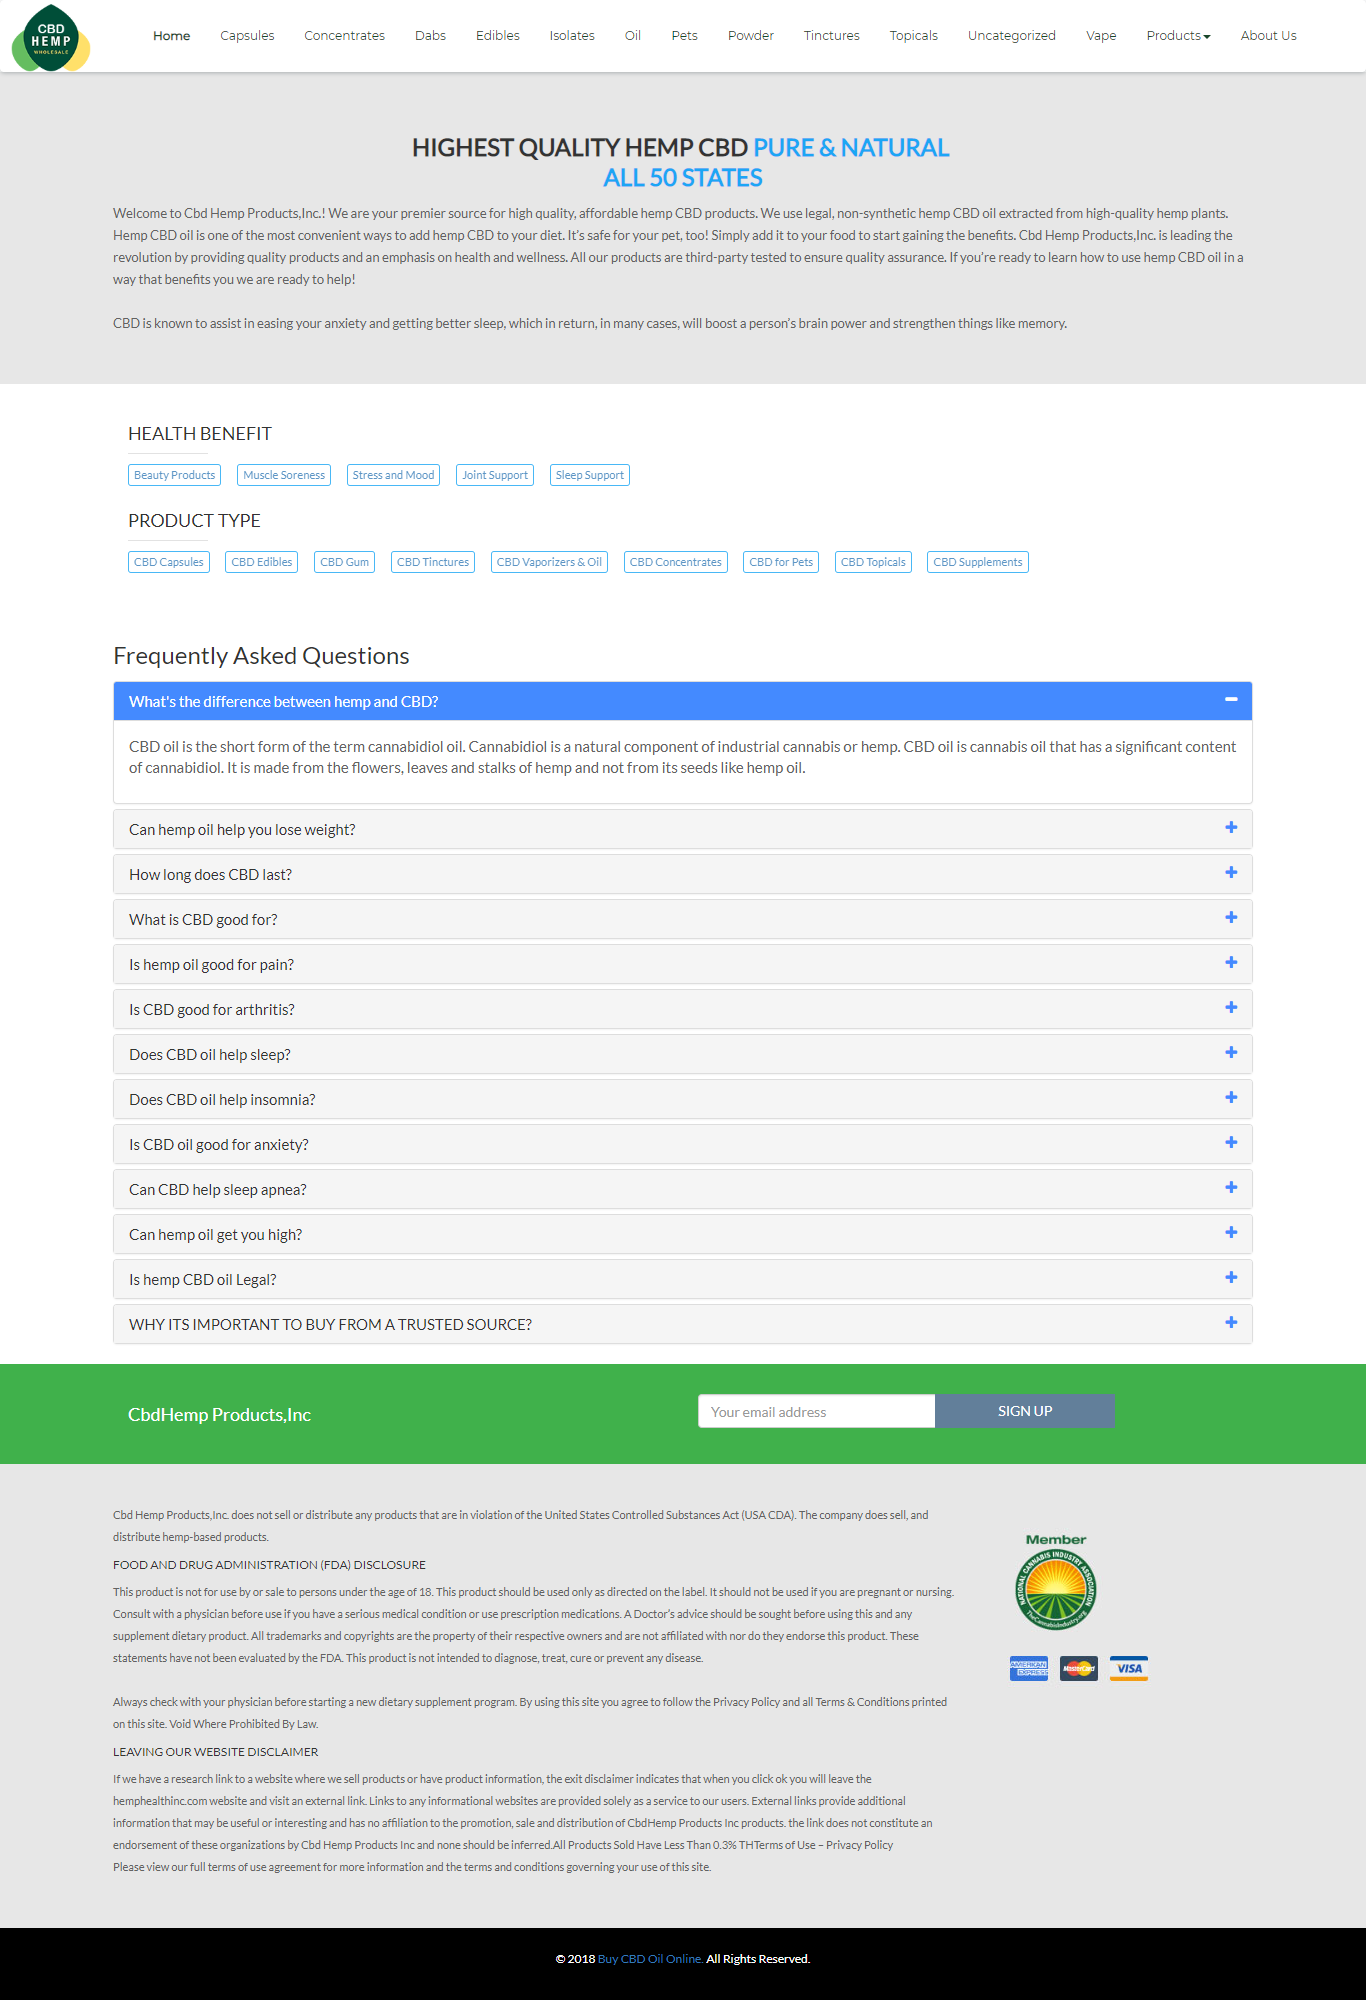 CBD
HEMP
WHOLESALE
Home Capsules Concentrates Dabs Edibles Isolates Oil Pets Powder Tinctures Topicals Uncategorized Vape Products About Us
HIGHEST QUALITY HEMP CBD PURE & NATURAL
ALL 50 STATES
Welcome to Cbd Hemp Products,Inc.! We are your premier source for high quality, affordable hemp CBD products. We use legal, non-synthetic hemp CBD oil extracted from high-quality hemp plants.
Hemp CBD oil is one of the most convenient ways to add hemp CBD to your diet. It's safe for your pet, too! Simply add it to your food to start gaining the benefits. Cbd Hemp Products,Inc. is leading the
revolution by providing quality products and an emphasis on health and wellness. All our products are third-party tested to ensure quality assurance. If you're ready to learn how to use hemp CBD oil in a
way that benefits you we are ready to help!
CBD is known to assist in easing your anxiety and getting better sleep, which in return, in many cases, will boost a person's brain power and strengthen things like memory.
HEALTH BENEFIT
Beauty Products Muscle Soreness Stress and Mood Joint Support Sleep Support
PRODUCT TYPE
CBD Capsules CBD Edibles CBD Gum CBD Tinctures CBD Vaporizers & Oil CBD Concentrates CBD for Pets CBD Topicals CBD Supplements
Frequently Asked Questions
What's the difference between hemp and CBD?
CBD oil is the short form of the term cannabidiol oil. Cannabidiol is a natural component of industrial cannabis or hemp. CBD oil is cannabis oil that has a significant content
of cannabidiol. It is made from the flowers, leaves and stalks of hemp and not from its seeds like hemp oil.
Can hemp oil help you lose weight?
How long does CBD last?
What is CBD good for?
Is hemp oil good for pain?
Is CBD good for arthritis?
Does CBD oil help sleep?
Does CBD oil help insomnia?
Is CBD oil good for anxiety?
Can CBD help sleep apnea?
Can hemp oil get you high?
Is hemp CBD oil Legal?
WHY ITS IMPORTANT TO BUY FROM A TRUSTED SOURCE?
CbdHemp Products,Inc
Your email address
SIGN UP
Cbd Hemp Products,Inc. does not sell or distribute any products that are in violation of the United States Controlled Substances Act (USA CDA). The company does sell, and
distribute hemp-based products.
FOOD AND DRUG ADMINISTRATION (FDA) DISCLOSURE
This product is not for use by or sale to persons under the age of 18. This product should be used only as directed on the label. It should not be used if you are pregnant or nursing.
Consult with a physician before use if you have a serious medical condition or use prescription medications. A Doctor's advice should be sought before using this and any
supplement dietary product. All trademarks and copyrights are the property of their respective owners and are not affiliated with nor do they endorse this product. These
statements have not been evaluated by the FDA. This product is not intended to diagnose, treat, cure or prevent any disease.
Always check with your physician before starting a new dietary supplement program. By using this site you agree to follow the Privacy Policy and all Terms & Conditions printed
on this site. Void Where Prohibited By Law.
LEAVING OUR WEBSITE DISCLAIMER
If we have a research link to a website where we sell products or have product information, the exit disclaimer indicates that when you click ok you will leave the
hemphealthinc.com website and visit an external link. Links to any informational websites are provided solely as a service to our users. External links provide additional
information that may be useful or interesting and has no affiliation to the promotion, sale and distribution of CbdHemp Products Inc products. the link does not constitute an
endorsement of these organizations by Cbd Hemp Products Inc and none should be inferred.All Products Sold Have Less Than 0.3% THTerms of Use – Privacy Policy
Please view our full terms of use agreement for more information and the terms and conditions governing your use of this site.
Member
NATIONAL CANNABIS INDUSTRY ASSOCIATION
TheCannabisIndustry.org
AMERICAN EXPRESS
MasterCard
VISA
© 2018 Buy CBD Oil Online. All Rights Reserved.